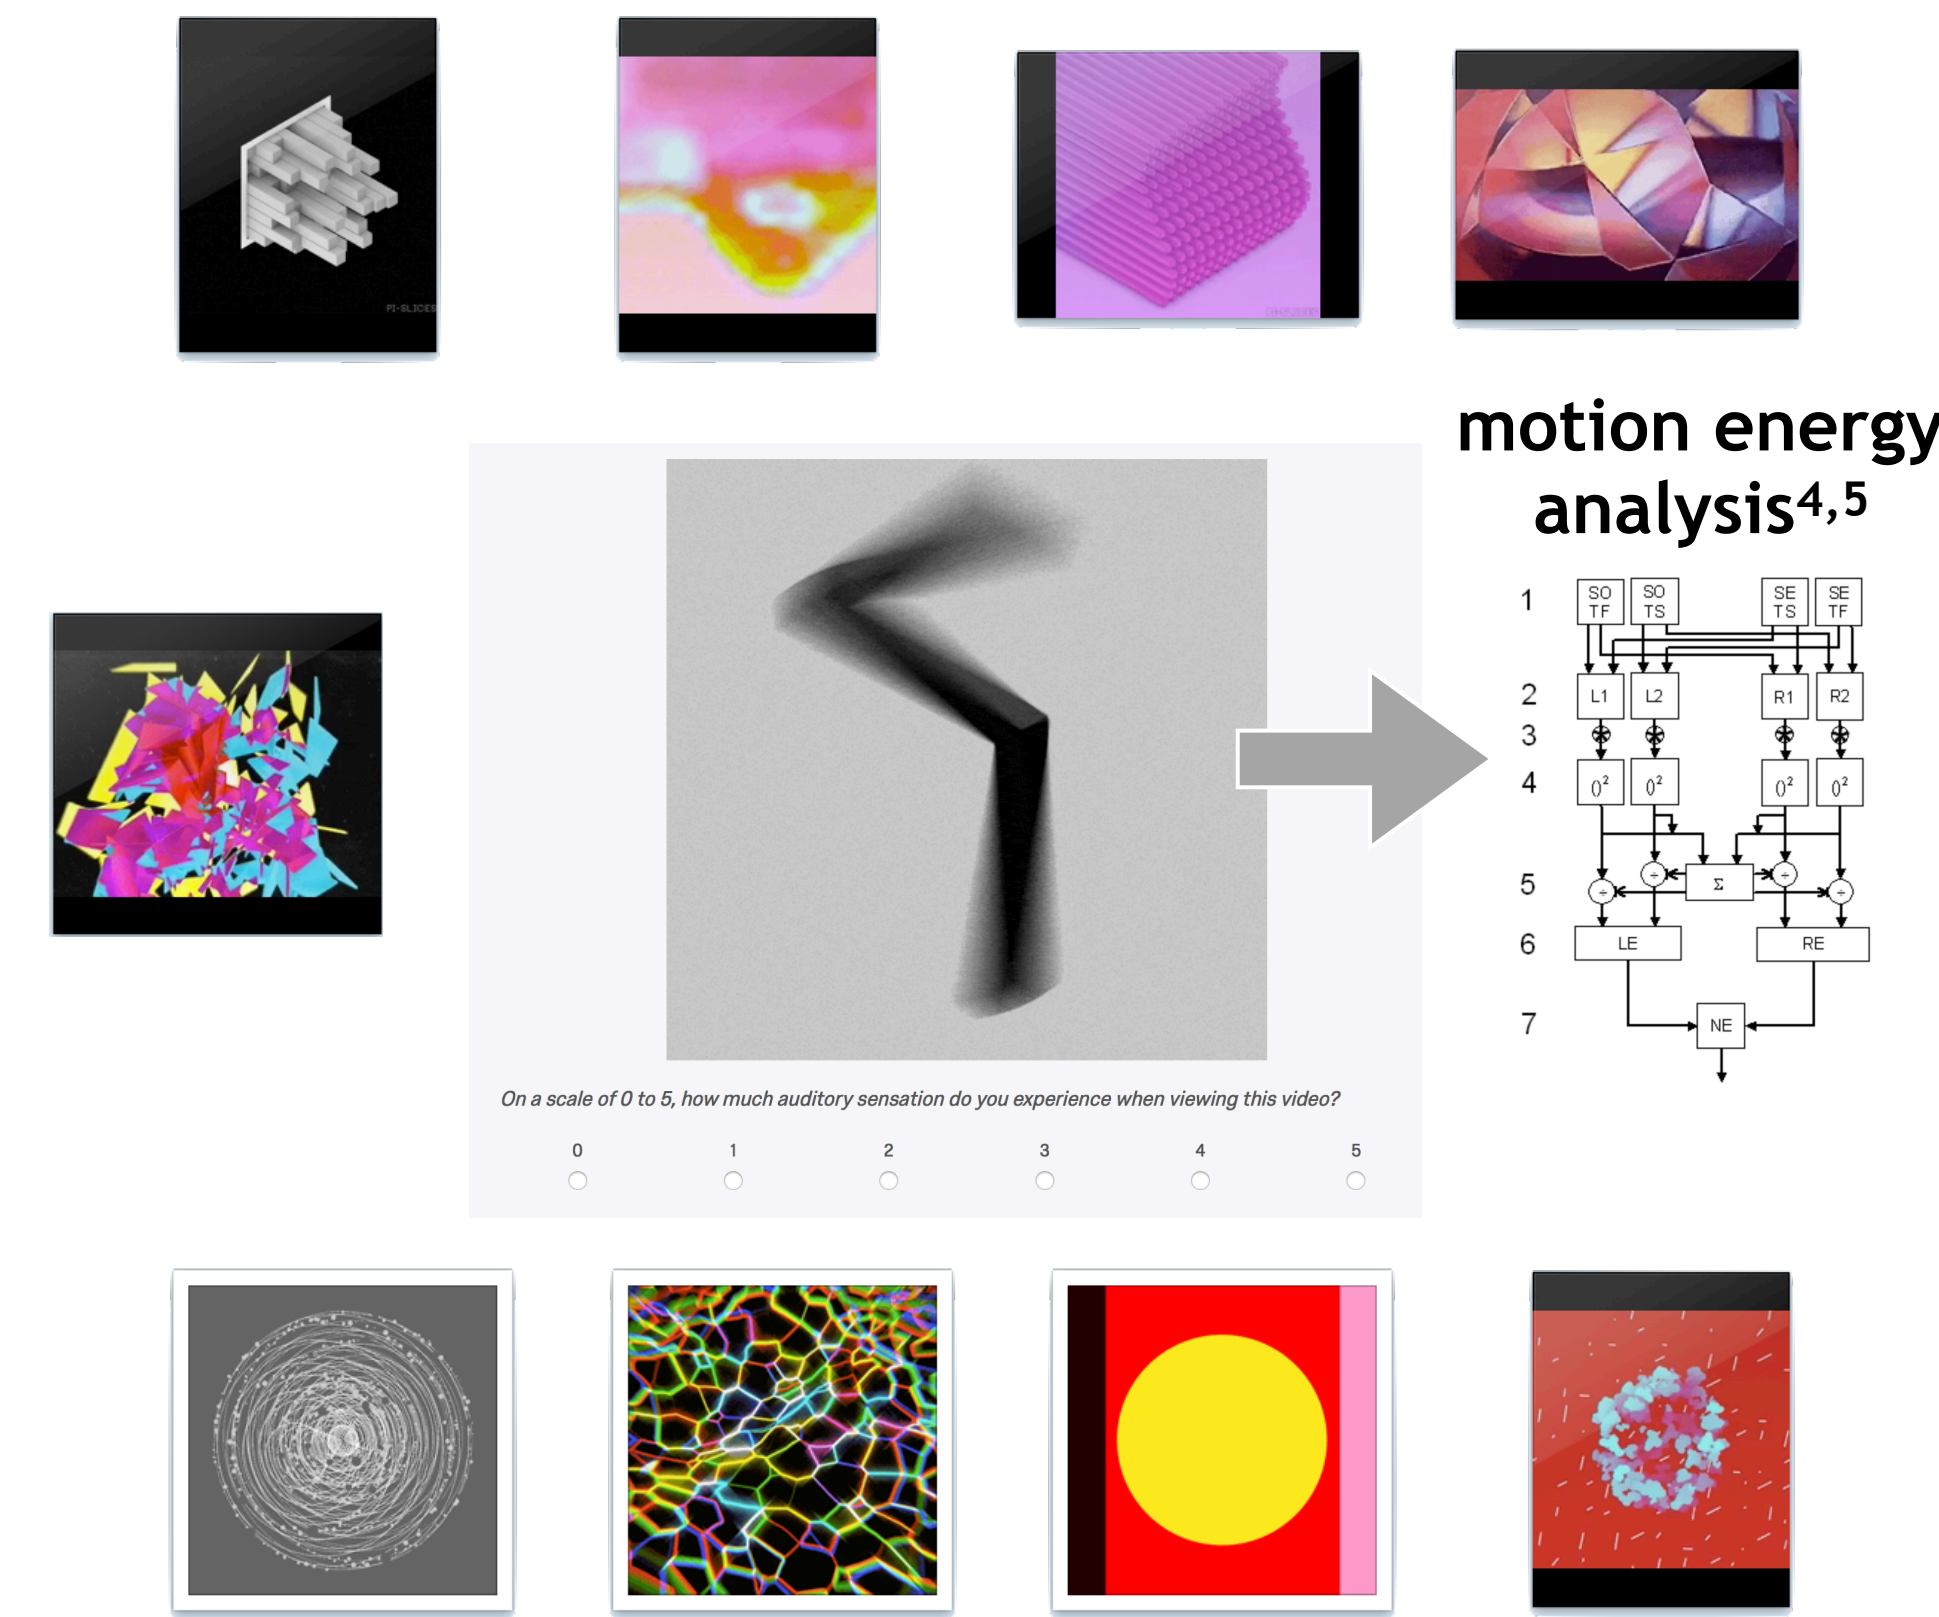 PI-SLICES
motion energy
analysis4,5
1
SO TF
SO TS
SE TS
SE TF
2
L1
L2
R1
R2
3
4
()²
()²
()²
()²
5
÷
÷
Σ
÷
÷
6
LE
RE
7
NE
On a scale of 0 to 5, how much auditory sensation do you experience when viewing this video?
0 1 2 3 4 5